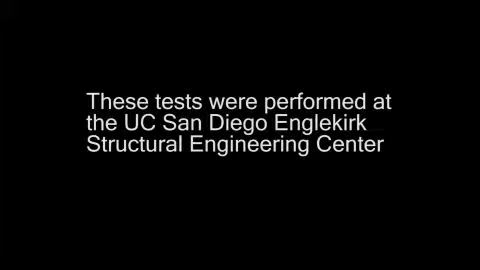 These tests were performed at
the UC San Diego Englekirk
Structural Engineering Center